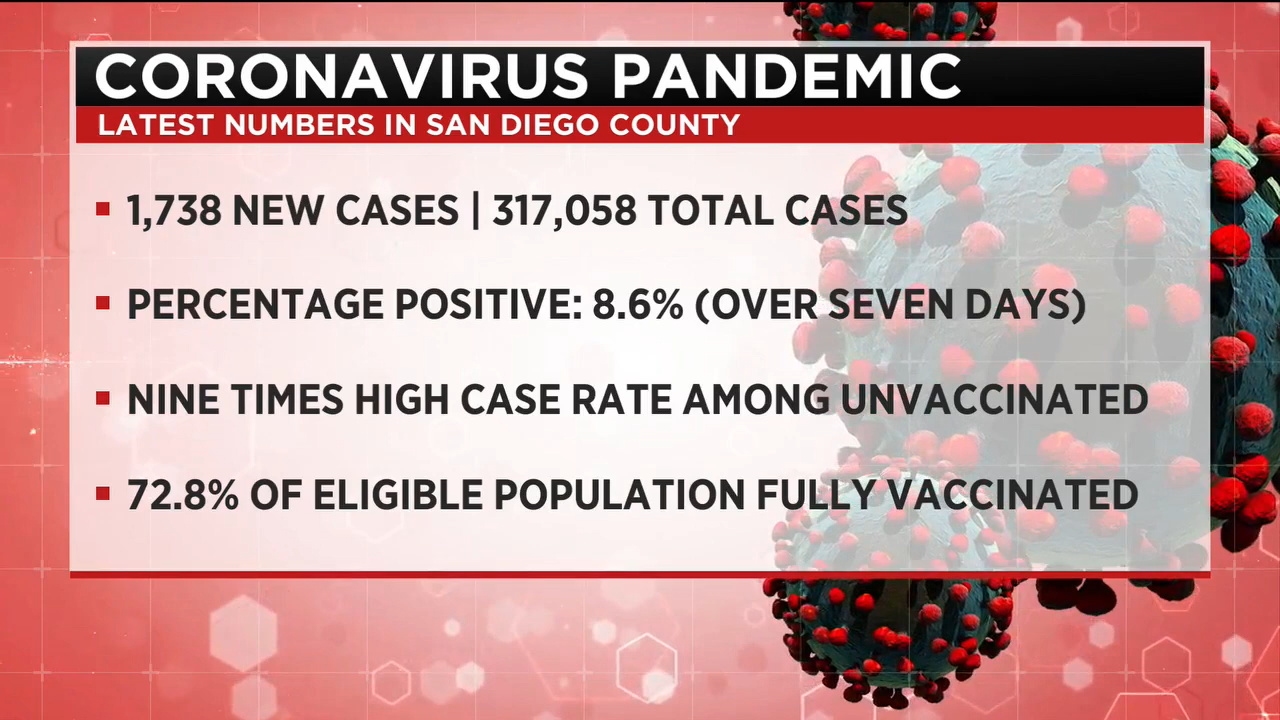 CORONAVIRUS PANDEMIC
LATEST NUMBERS IN SAN DIEGO COUNTY
1,738 NEW CASES | 317,058 TOTAL CASES
PERCENTAGE POSITIVE: 8.6% (OVER SEVEN DAYS)
NINE TIMES HIGH CASE RATE AMONG UNVACCINATED
72.8% OF ELIGIBLE POPULATION FULLY VACCINATED